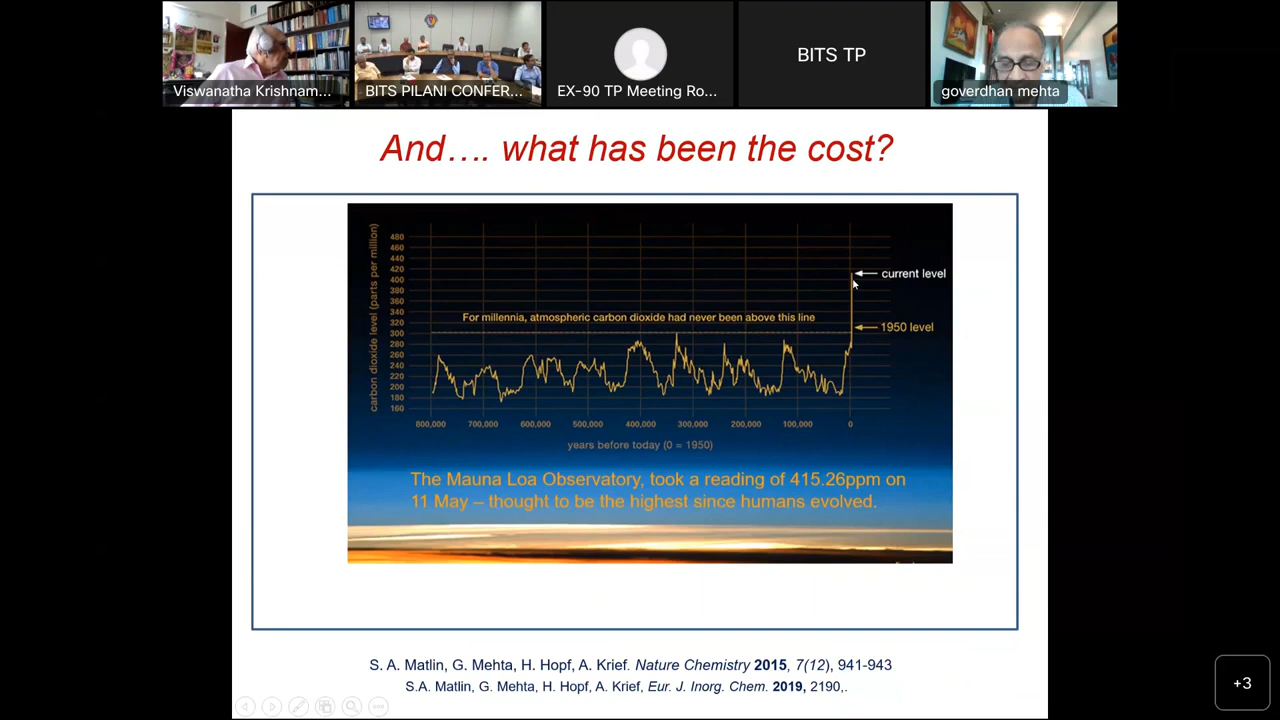 Viswanatha Krishnam...
BITS PILANI CONFER...
EX-90 TP Meeting Ro...
BITS TP
goverdhan mehta
And…. what has been the cost?
carbon dioxide level (parts per million)
480
460
440
420
400
380
360
340
320
300
280
260
240
220
200
180
160
current level
For millennia, atmospheric carbon dioxide had never been above this line
1950 level
800,000
700,000
600,000
500,000
400,000
300,000
200,000
100,000
0
years before today (0 = 1950)
The Mauna Loa Observatory, took a reading of 415.26ppm on
11 May – thought to be the highest since humans evolved.
S. A. Matlin, G. Mehta, H. Hopf, A. Krief. Nature Chemistry 2015, 7(12), 941-943
S.A. Matlin, G. Mehta, H. Hopf, A. Krief, Eur. J. Inorg. Chem. 2019, 2190,.
+3